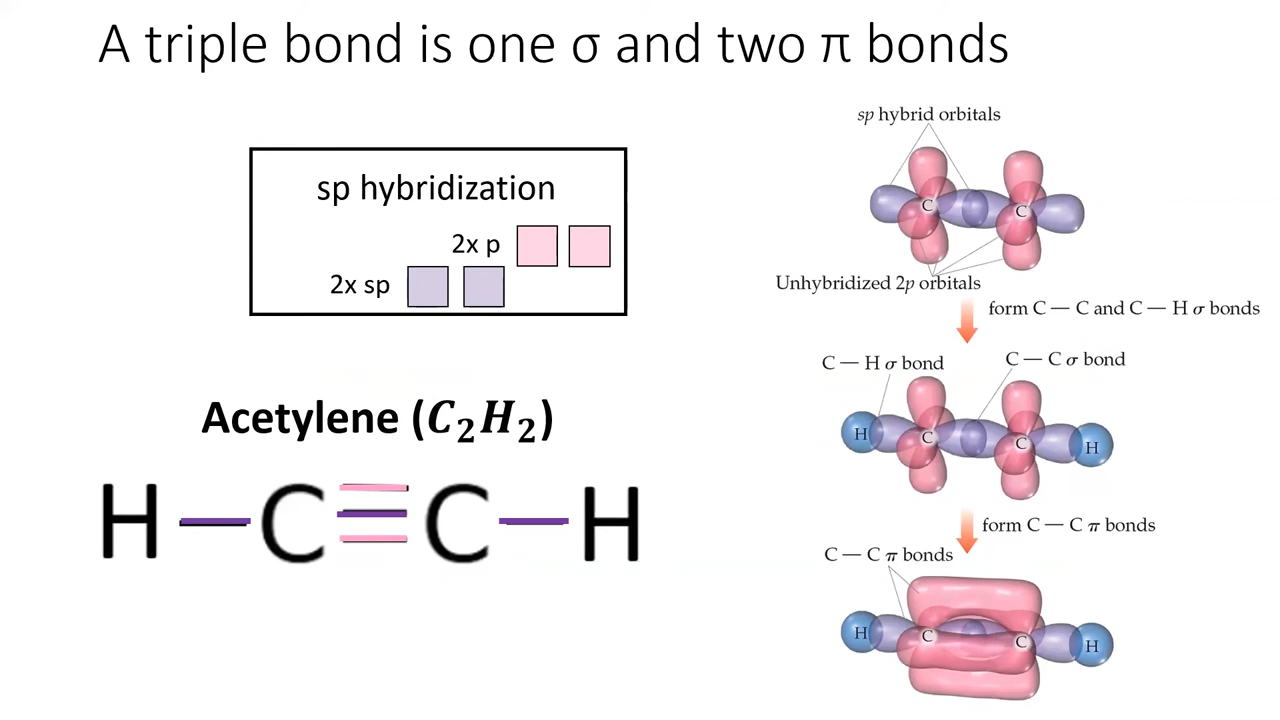 A triple bond is one σ and two π bonds
sp hybridization
2x p
2x sp
Acetylene (C₂H₂)
H C C H
sp hybrid orbitals
C C
Unhybridized 2p orbitals
form C — C and C — H σ bonds
C — H σ bond
C — C σ bond
H C C H
form C — C π bonds
C — C π bonds
H C C H